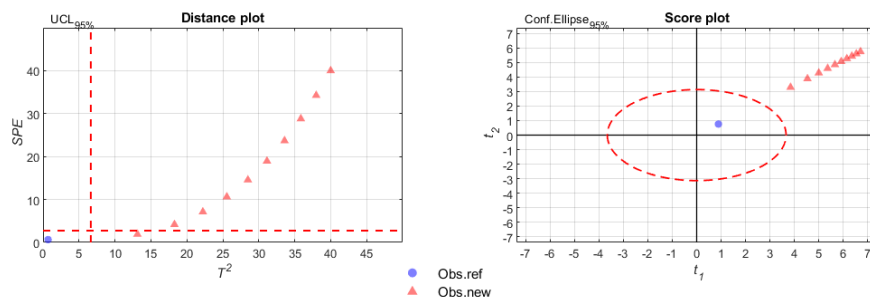 UCL95%
Distance plot
SPE
40
30
20
10
0
0 5 10 15 20 25 30 35 40 45
T2
Conf.Ellipse95%
Score plot
t2
7
6
5
4
3
2
1
0
-1
-2
-3
-4
-5
-6
-7
-7 -6 -5 -4 -3 -2 -1 0 1 2 3 4 5 6 7
t1
Obs.ref
Obs.new